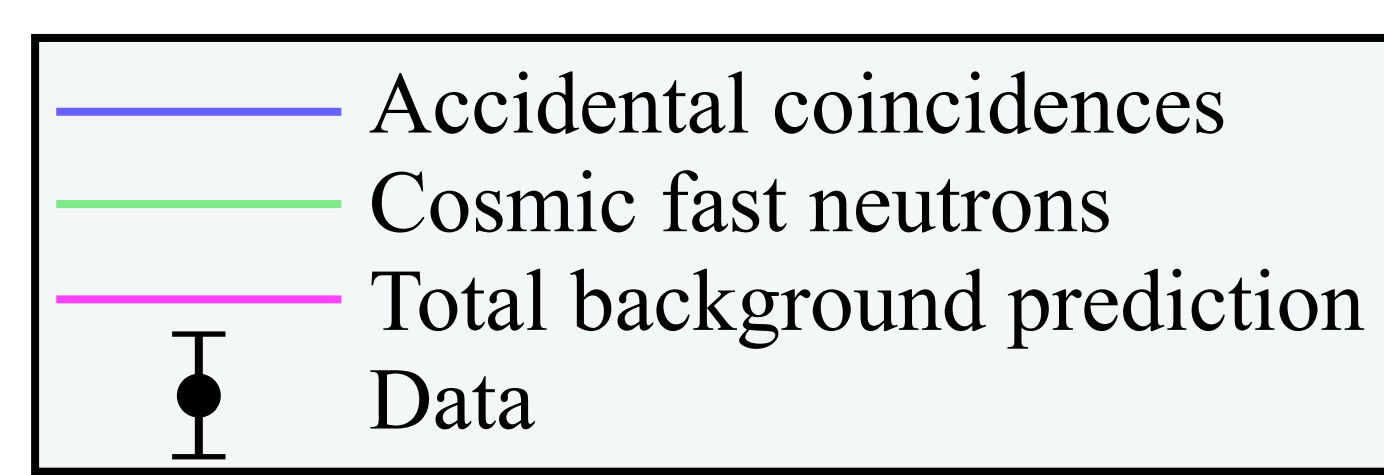 Accidental coincidences
Cosmic fast neutrons
Total background prediction
Data